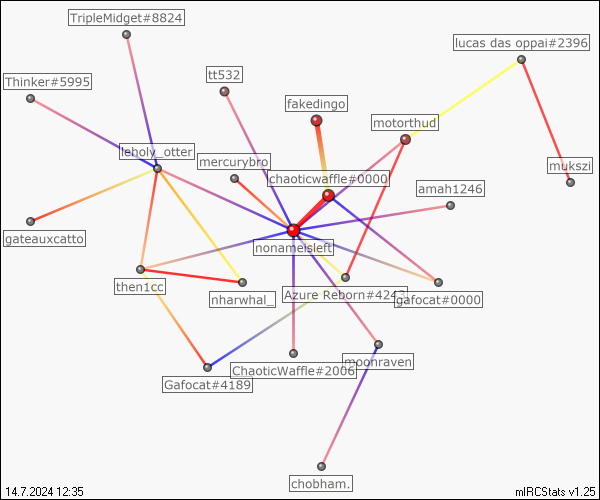 TripleMidget#8824
lucas das oppai#2396
tt532
Thinker#5995
fakedingo
motorthud
leholy_otter
mercurybro
mukszi
chaoticwaffle#0000
amah1246
gateauxcatto
nonameisleft
then1cc
nharwhal_
Azure Reborn#4243
gafocat#0000
moonraven
ChaoticWaffle#2006
Gafocat#4189
chobham.
14.7.2024 12:35
mIRCStats v1.25